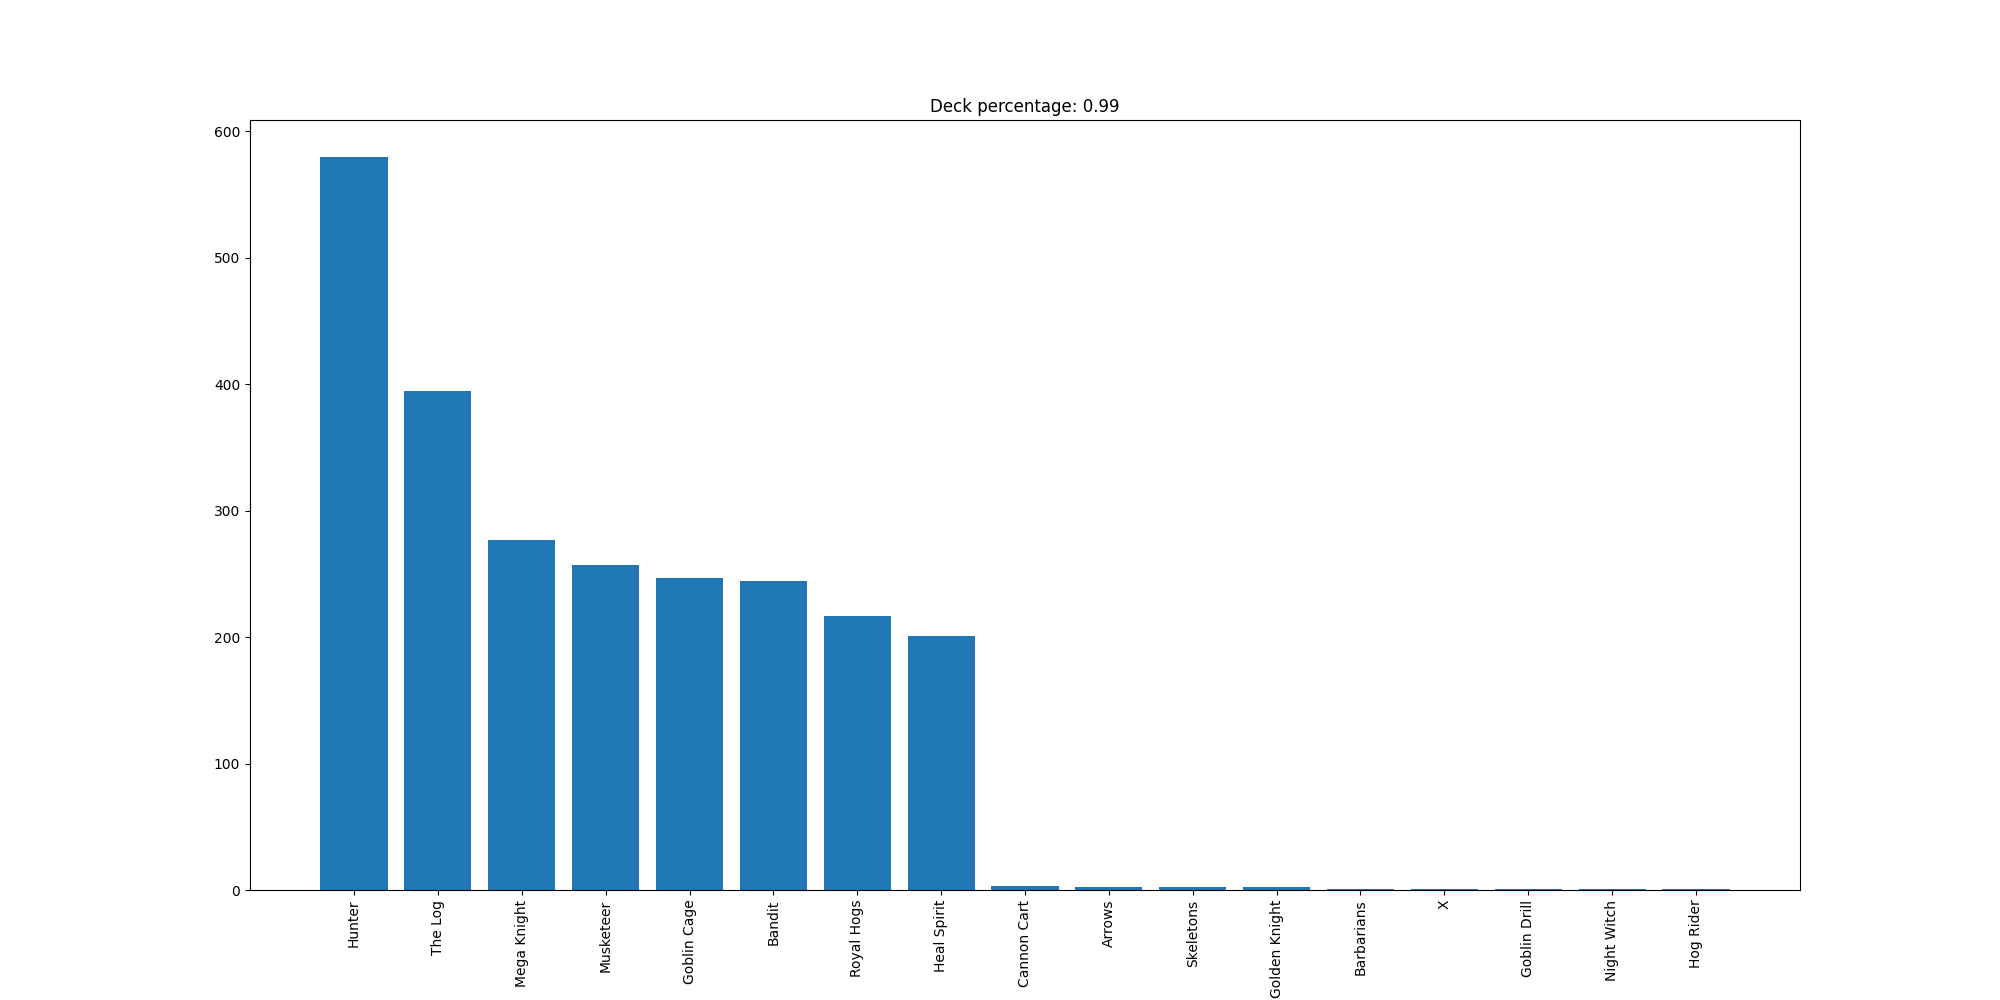 Deck percentage: 0.99
600
500
400
300
200
100
0
Hunter
The Log
Mega Knight
Musketeer
Goblin Cage
Bandit
Royal Hogs
Heal Spirit
Cannon Cart
Arrows
Skeletons
Golden Knight
Barbarians
X
Goblin Drill
Night Witch
Hog Rider